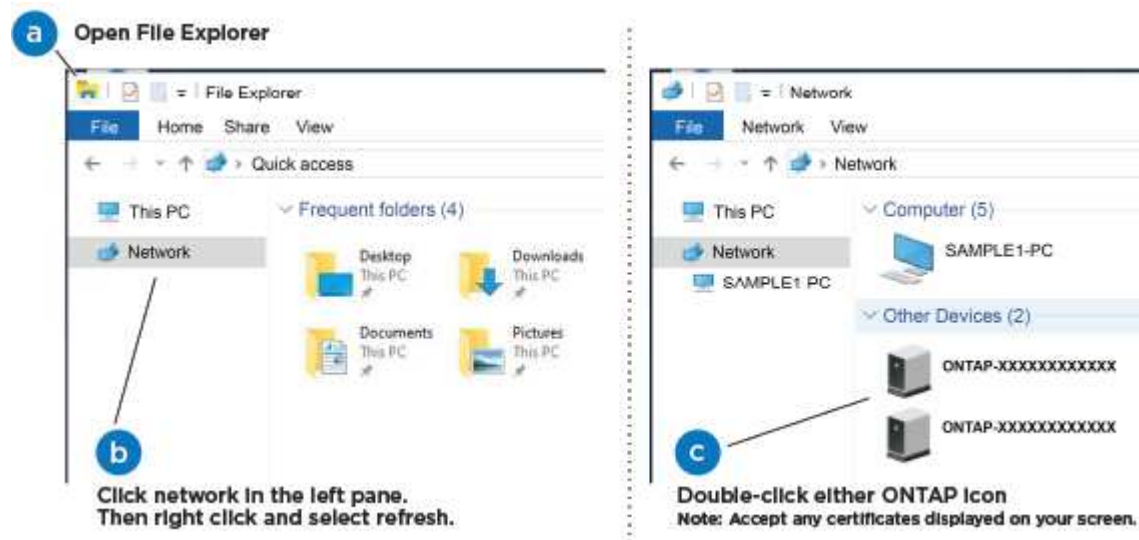 a Open File Explorer
File Explorer
File Home Share View
Quick access
This PC
Network
Frequent folders (4)
Desktop
This PC
Downloads
This PC
Documents
This PC
Pictures
This PC
b
Click network in the left pane.
Then right click and select refresh.
Network
File Network View
Network
This PC
Network
SAMPLE1 PC
Computer (5)
SAMPLE1-PC
Other Devices (2)
ONTAP-XXXXXXXXXXXX
ONTAP-XXXXXXXXXXXX
c
Double-click either ONTAP icon
Note: Accept any certificates displayed on your screen.